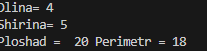 Dlina= 4
Shirina= 5
Ploshad =  20 Perimetr = 18